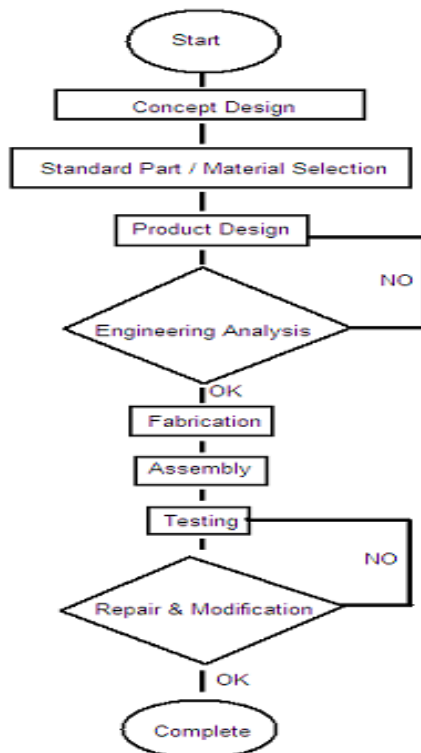 Start
Concept Design
Standard Part / Material Selection
Product Design
NO
Engineering Analysis
OK
Fabrication
Assembly
Testing
NO
Repair & Modification
OK
Complete